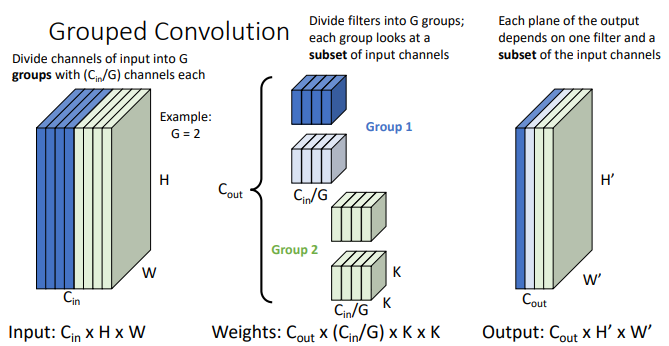 Grouped Convolution
Divide channels of input into G
groups with (Cin/G) channels each
Example:
G = 2
H
W
Cin
Input: Cin x H x W
Divide filters into G groups;
each group looks at a
subset of input channels
Group 1
Cout
Cin/G
Group 2
K
Cin/G
K
Weights: Cout x (Cin/G) x K x K
Each plane of the output
depends on one filter and a
subset of the input channels
H'
W'
Cout
Output: Cout x H' x W'